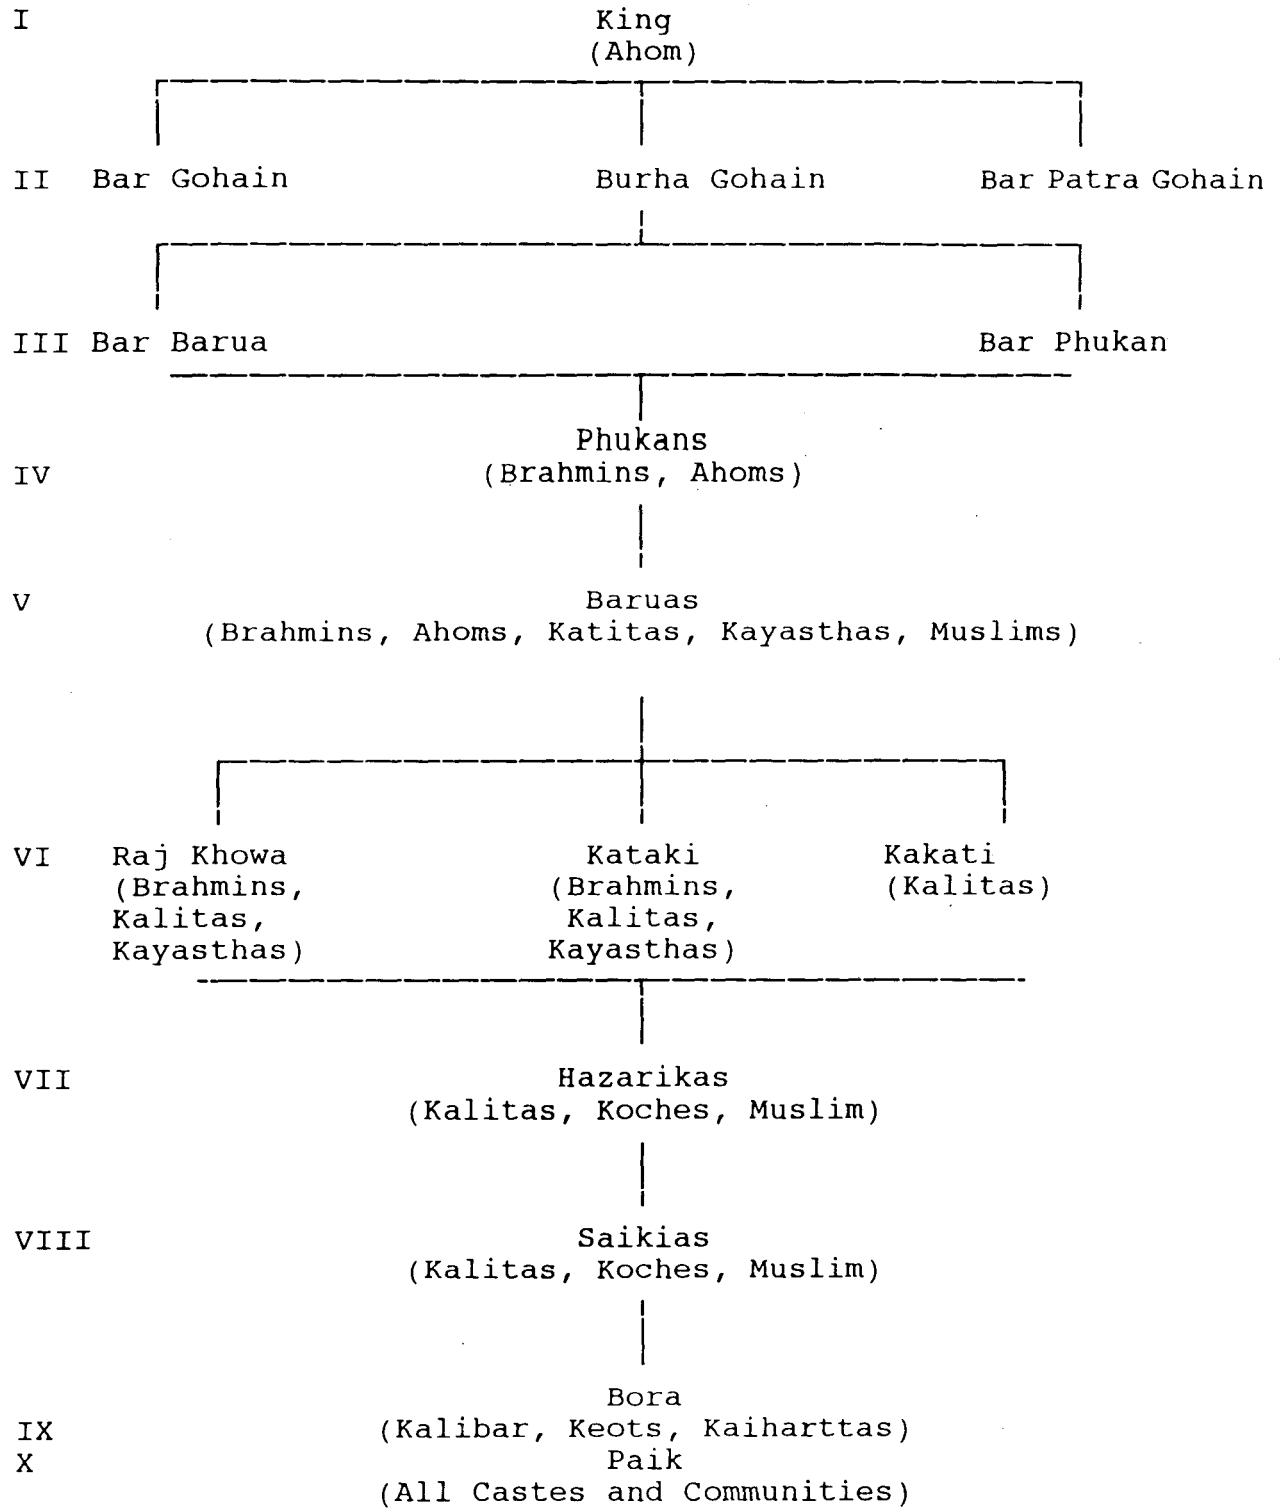 I King
(Ahom)
II Bar Gohain Burha Gohain Bar Patra Gohain
III Bar Barua Bar Phukan
Phukans
IV (Brahmins, Ahoms)
V Baruas
(Brahmins, Ahoms, Katitas, Kayasthas, Muslims)
VI Raj Khowa Kataki Kakati
(Brahmins, (Brahmins, (Kalitas)
Kalitas, Kalitas,
Kayasthas) Kayasthas)
VII Hazarikas
(Kalitas, Koches, Muslim)
VIII Saikias
(Kalitas, Koches, Muslim)
Bora
IX (Kalibar, Keots, Kaiharttas)
X Paik
(All Castes and Communities)